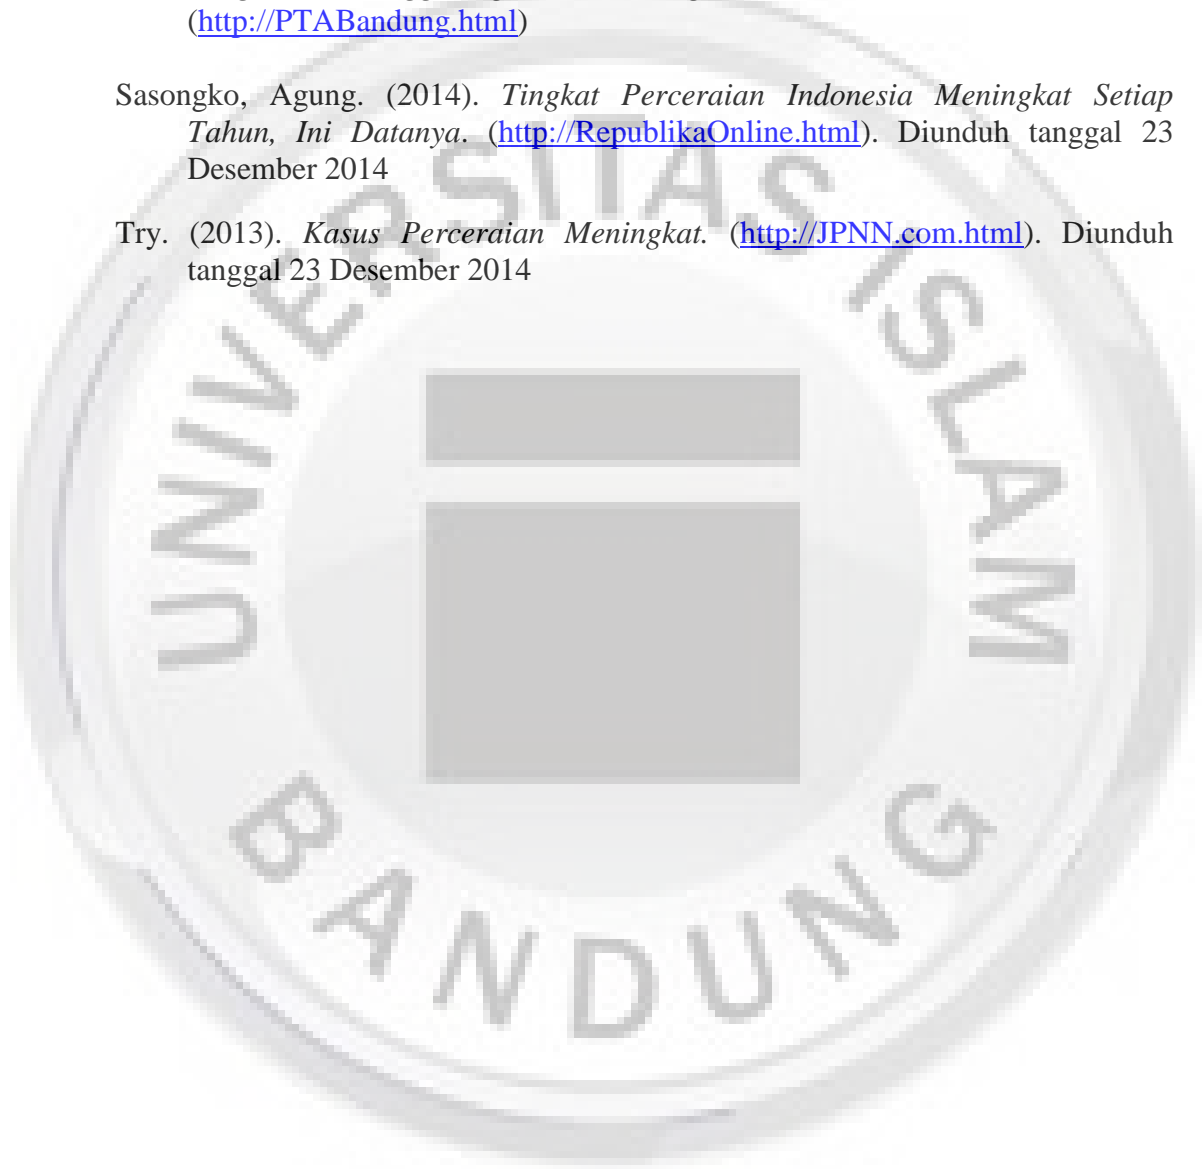 (http://PTABandung.html)
Sasongko, Agung. (2014). Tingkat Perceraian Indonesia Meningkat Setiap
Tahun, Ini Datanya. (http://RepublikaOnline.html). Diunduh tanggal 23
Desember 2014
Try. (2013). Kasus Perceraian Meningkat. (http://JPNN.com.html). Diunduh
tanggal 23 Desember 2014
UNIVERSITAS ISLAM
BANDUNG